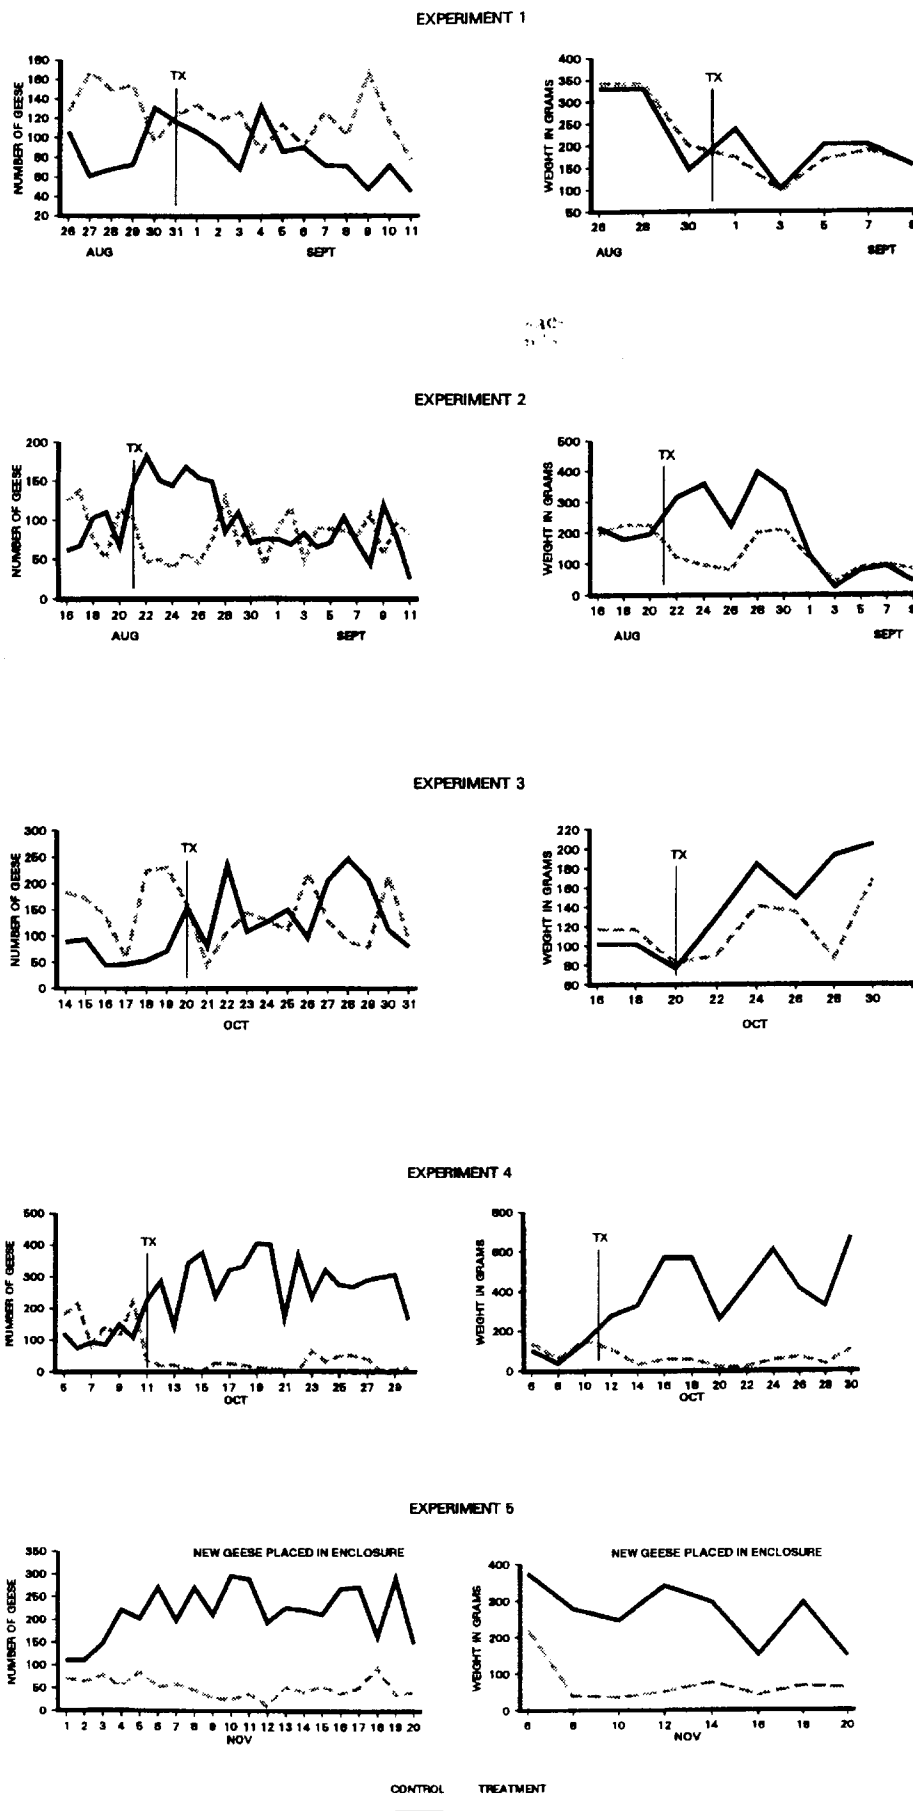 EXPERIMENT 1
NUMBER OF GEESE
180
160
140
120
100
80
60
40
20
TX
26 27 28 29 30 31 1 2 3 4 5 6 7 8 9 10 11
AUG SEPT
WEIGHT IN GRAMS
400
350
300
250
200
150
100
50
TX
26 28 30 1 3 5 7
AUG SEPT
EXPERIMENT 2
NUMBER OF GEESE
200
150
100
50
0
TX
16 18 20 22 24 26 28 30 1 3 5 7 9 11
AUG SEPT
WEIGHT IN GRAMS
500
400
300
200
100
0
TX
16 18 20 22 24 26 28 30 1 3 5 7
AUG SEPT
EXPERIMENT 3
NUMBER OF GEESE
300
250
200
150
100
50
0
TX
14 15 16 17 18 19 20 21 22 23 24 25 26 27 28 29 30 31
OCT
WEIGHT IN GRAMS
220
200
180
160
140
120
100
80
60
TX
16 18 20 22 24 26 28 30
OCT
EXPERIMENT 4
NUMBER OF GEESE
500
400
300
200
100
0
TX
5 7 9 11 13 15 17 19 21 23 25 27 29
OCT
WEIGHT IN GRAMS
800
600
400
200
0
TX
6 8 10 12 14 16 18 20 22 24 26 28 30
OCT
EXPERIMENT 5
NEW GEESE PLACED IN ENCLOSURE
NUMBER OF GEESE
350
300
250
200
150
100
50
0
1 2 3 4 5 6 7 8 9 10 11 12 13 14 15 16 17 18 19 20
NOV
NEW GEESE PLACED IN ENCLOSURE
WEIGHT IN GRAMS
400
300
200
100
0
6 8 10 12 14 16 18 20
NOV
CONTROL TREATMENT